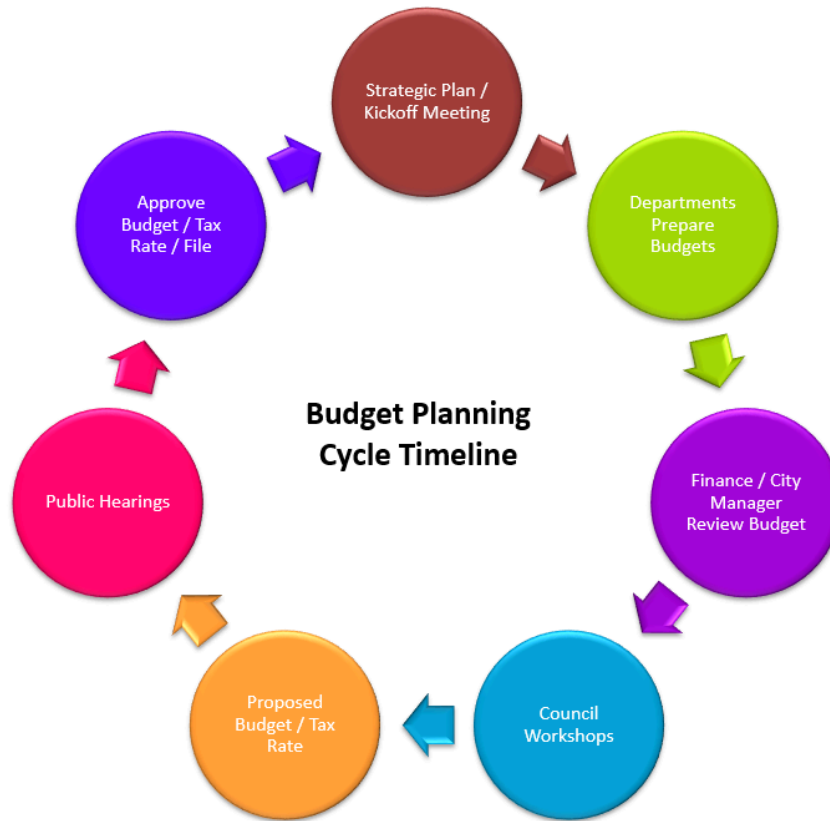 Strategic Plan /
Kickoff Meeting
Departments
Prepare
Budgets
Finance / City
Manager
Review Budget
Council
Workshops
Proposed
Budget / Tax
Rate
Public Hearings
Approve
Budget / Tax
Rate / File
Budget Planning
Cycle Timeline